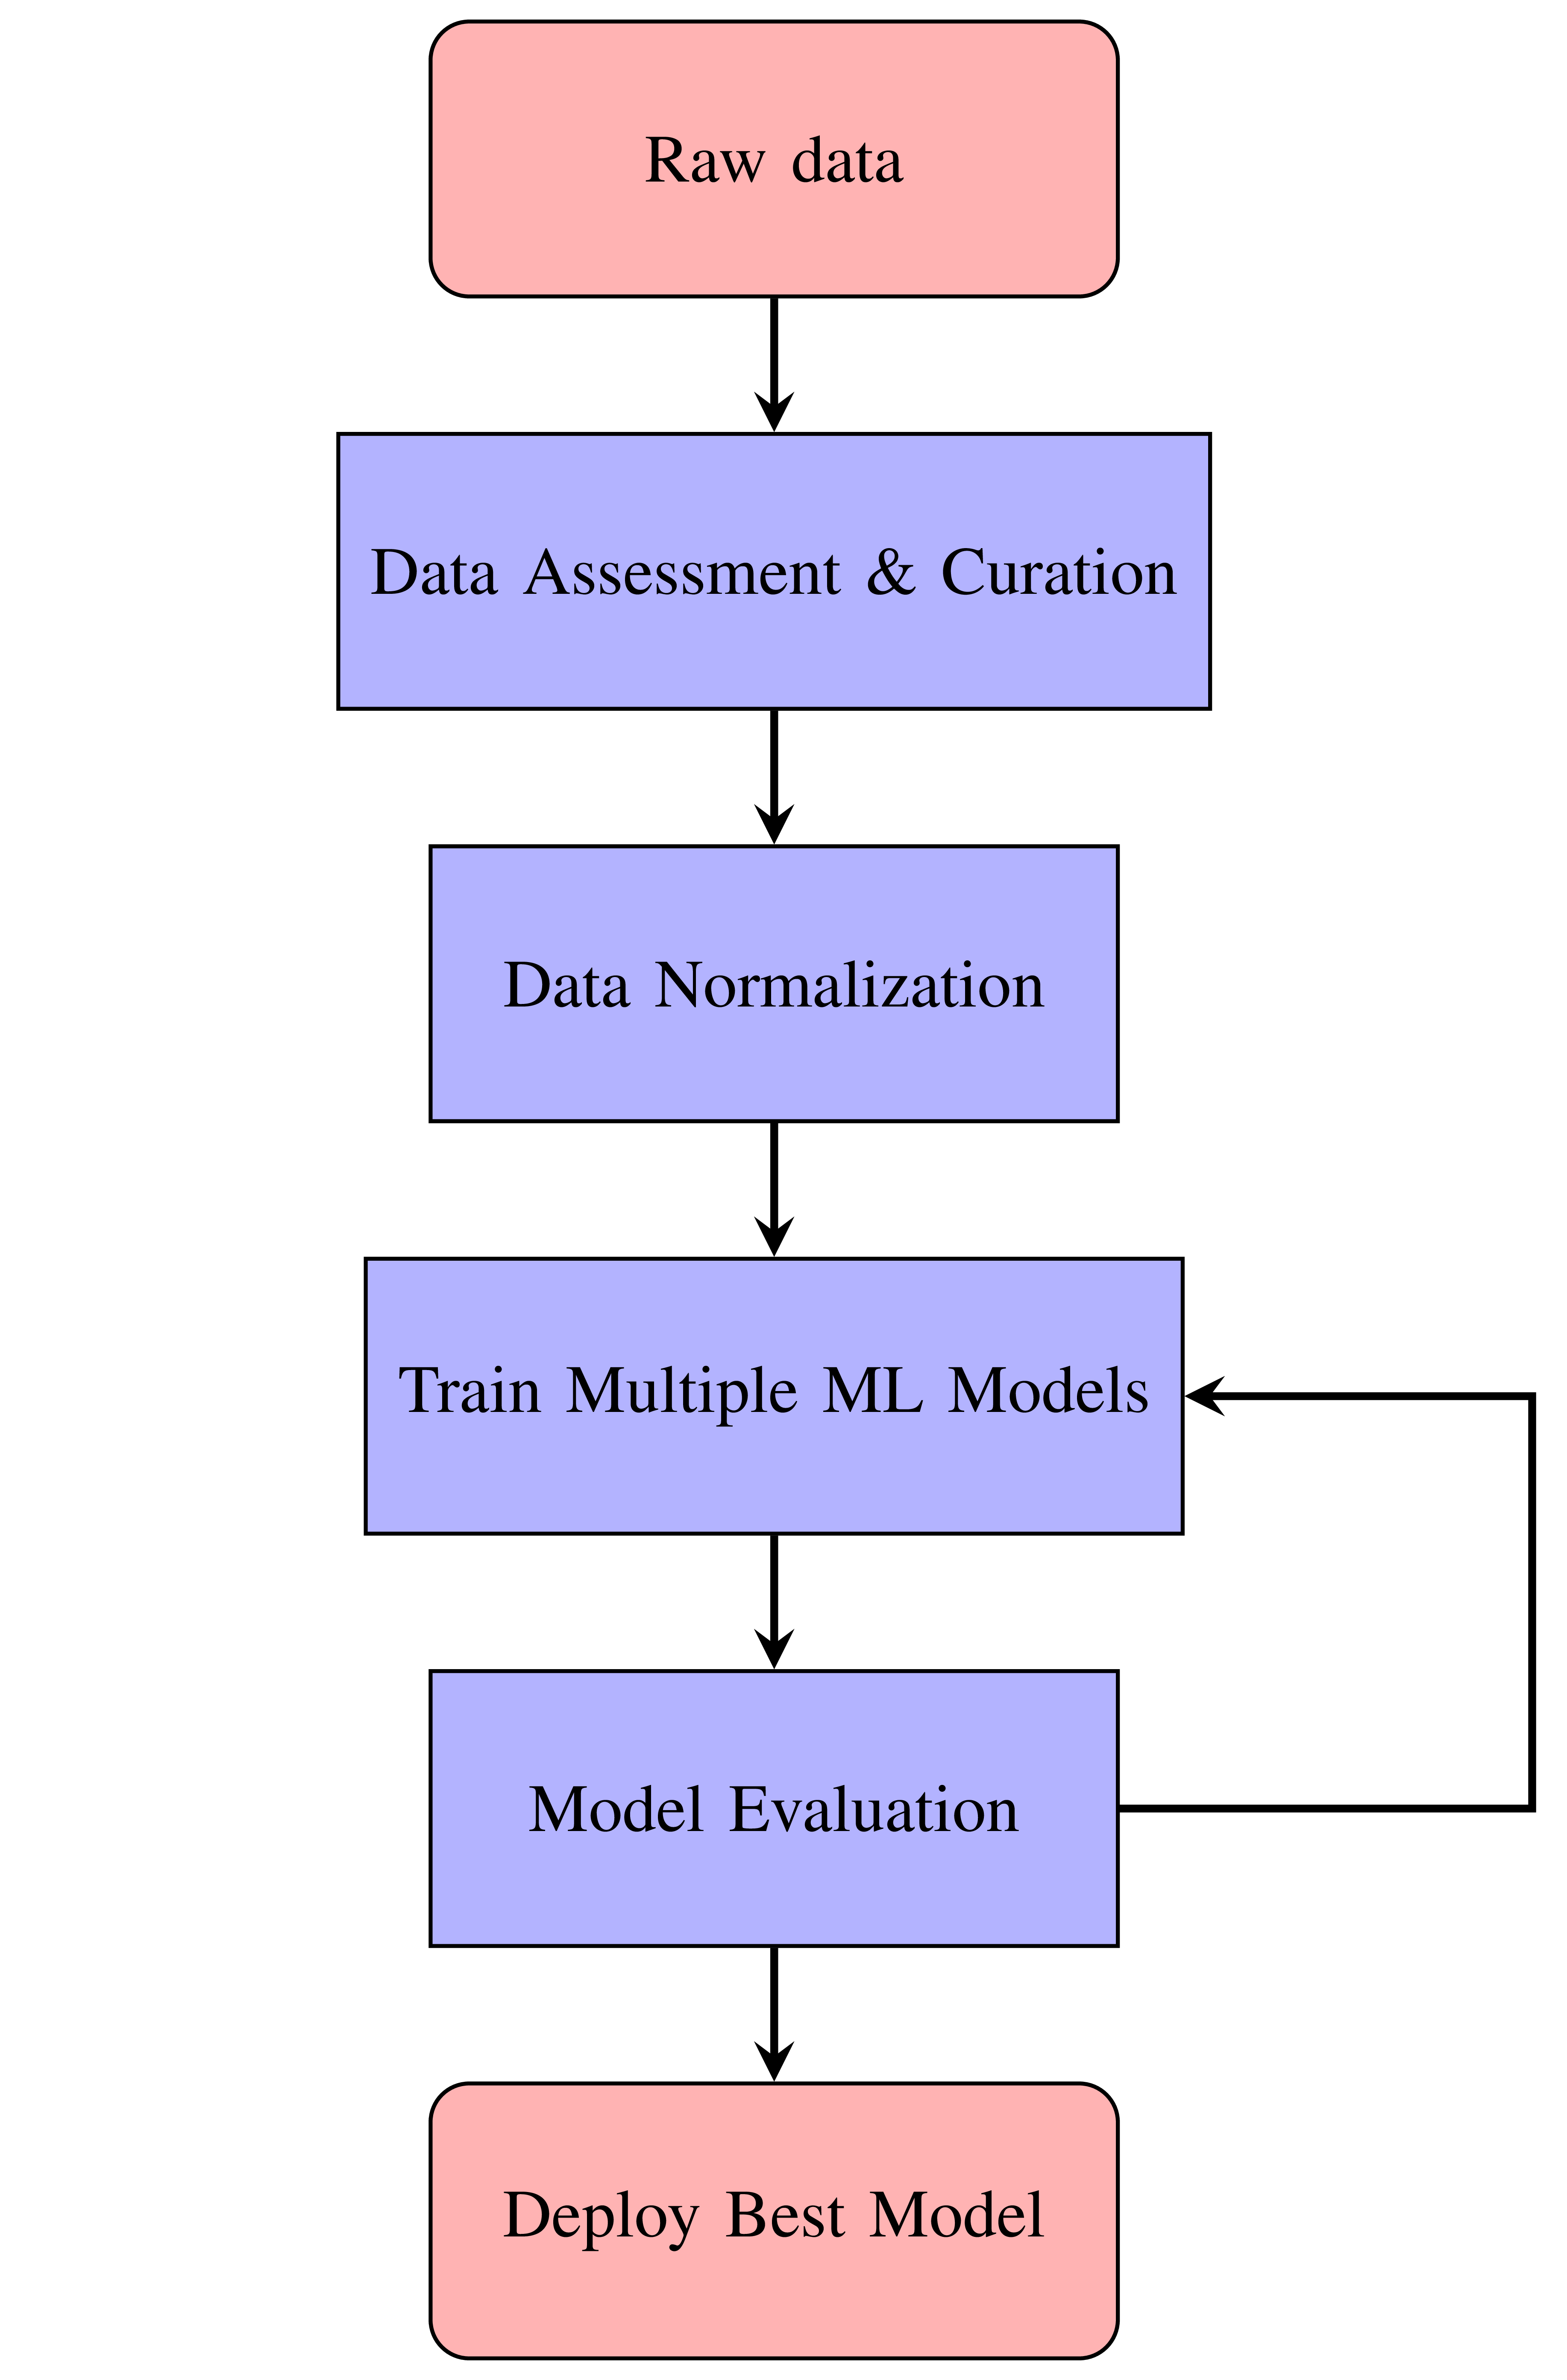 Raw data
Data Assessment & Curation
Data Normalization
Train Multiple ML Models
Model Evaluation
Deploy Best Model